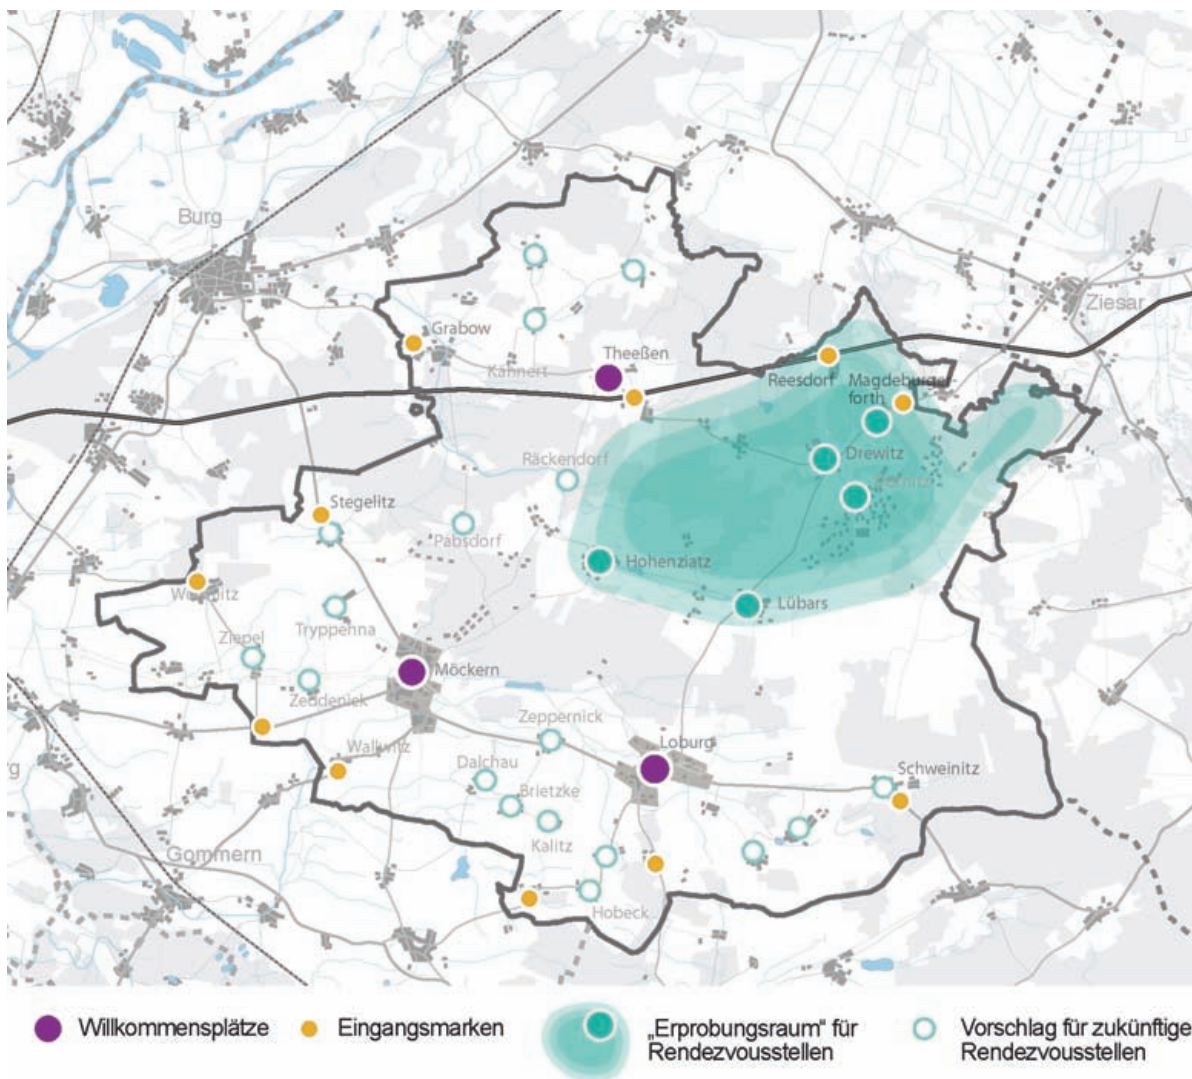 Burg
Ziesar
Grabow
Theeßen
Kähnert
Reesdorf
Magdeburger
forth
Drewitz
Räckendorf
Stegelitz
Pabsdorf
Hohenziatz
Lübars
Tryppehna
Ziepel
Möckern
Zeddenick
Zeppernick
Wallwitz
Loburg
Dalchau
Schweinitz
Brietzke
Kalitz
Gommern
Hobeck
Willkommensplätze
Eingangsmarken
„Erprobungsraum“ für
Rendezvousstellen
Vorschlag für zukünftige
Rendezvousstellen